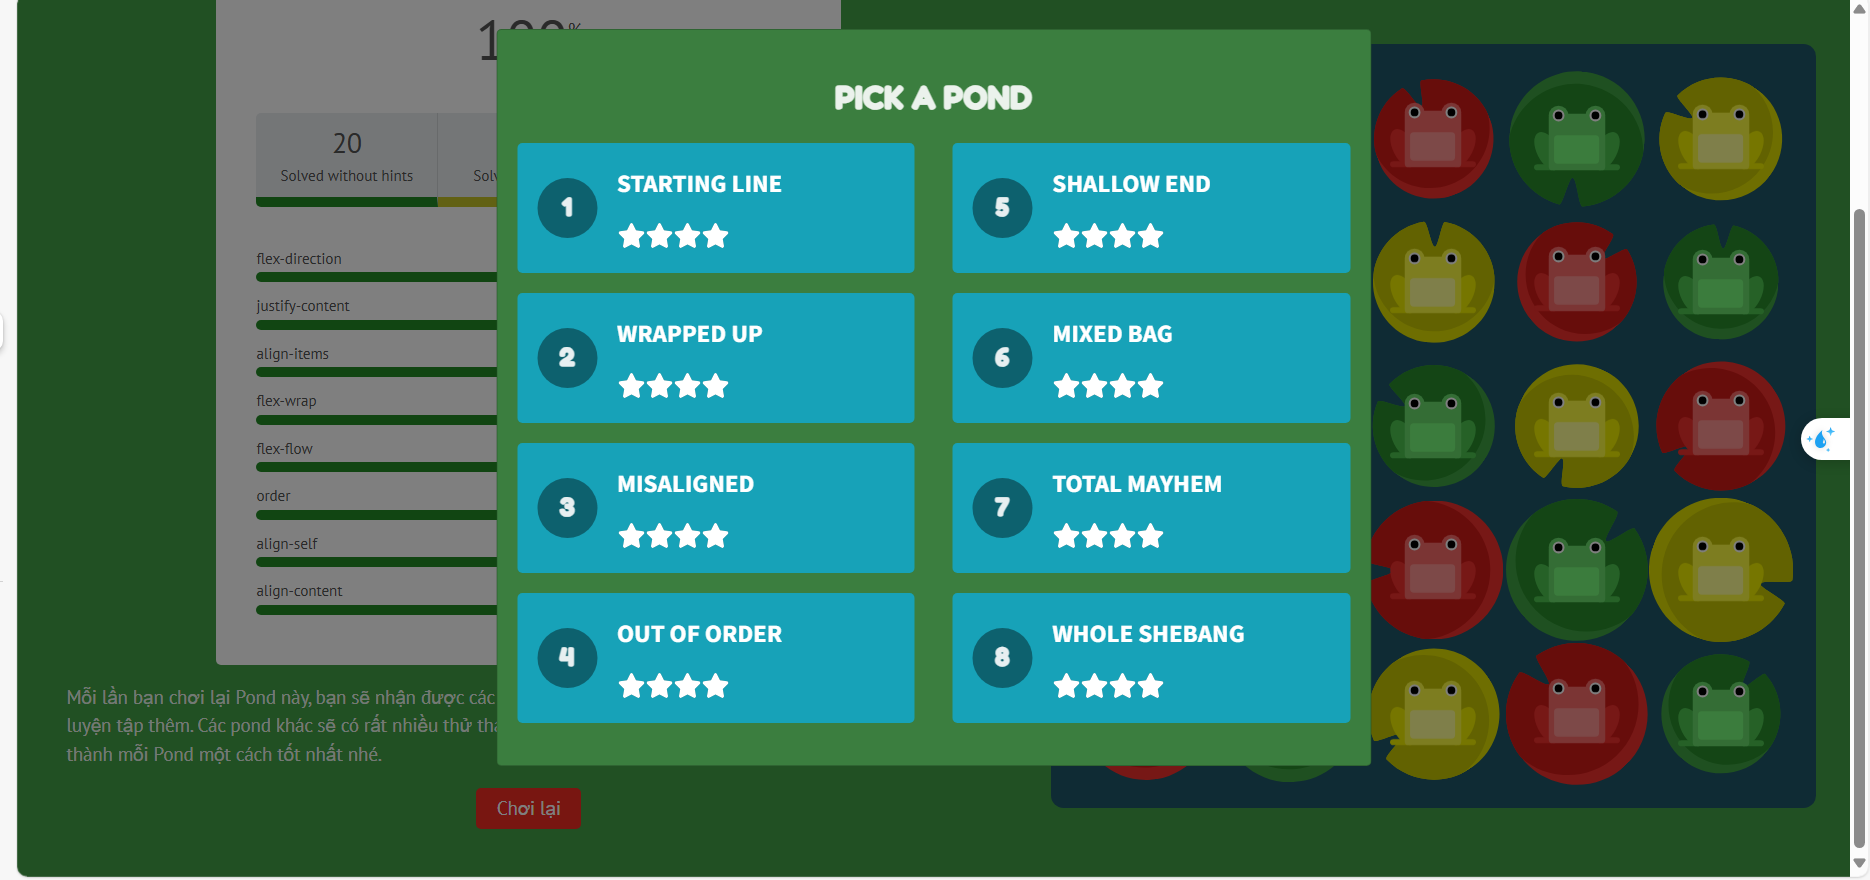 PICK A POND
1
STARTING LINE
5
SHALLOW END
2
WRAPPED UP
6
MIXED BAG
3
MISALIGNED
7
TOTAL MAYHEM
4
OUT OF ORDER
8
WHOLE SHEBANG
%
20
Solved without hints
flex-direction
justify-content
align-items
flex-wrap
flex-flow
order
align-self
align-content
Mỗi lần bạn chơi lại Pond này, bạn sẽ nhận được các
luyện tập thêm. Các pond khác sẽ có rất nhiều thử
thành mỗi Pond một cách tốt nhất nhé.
Chơi lại